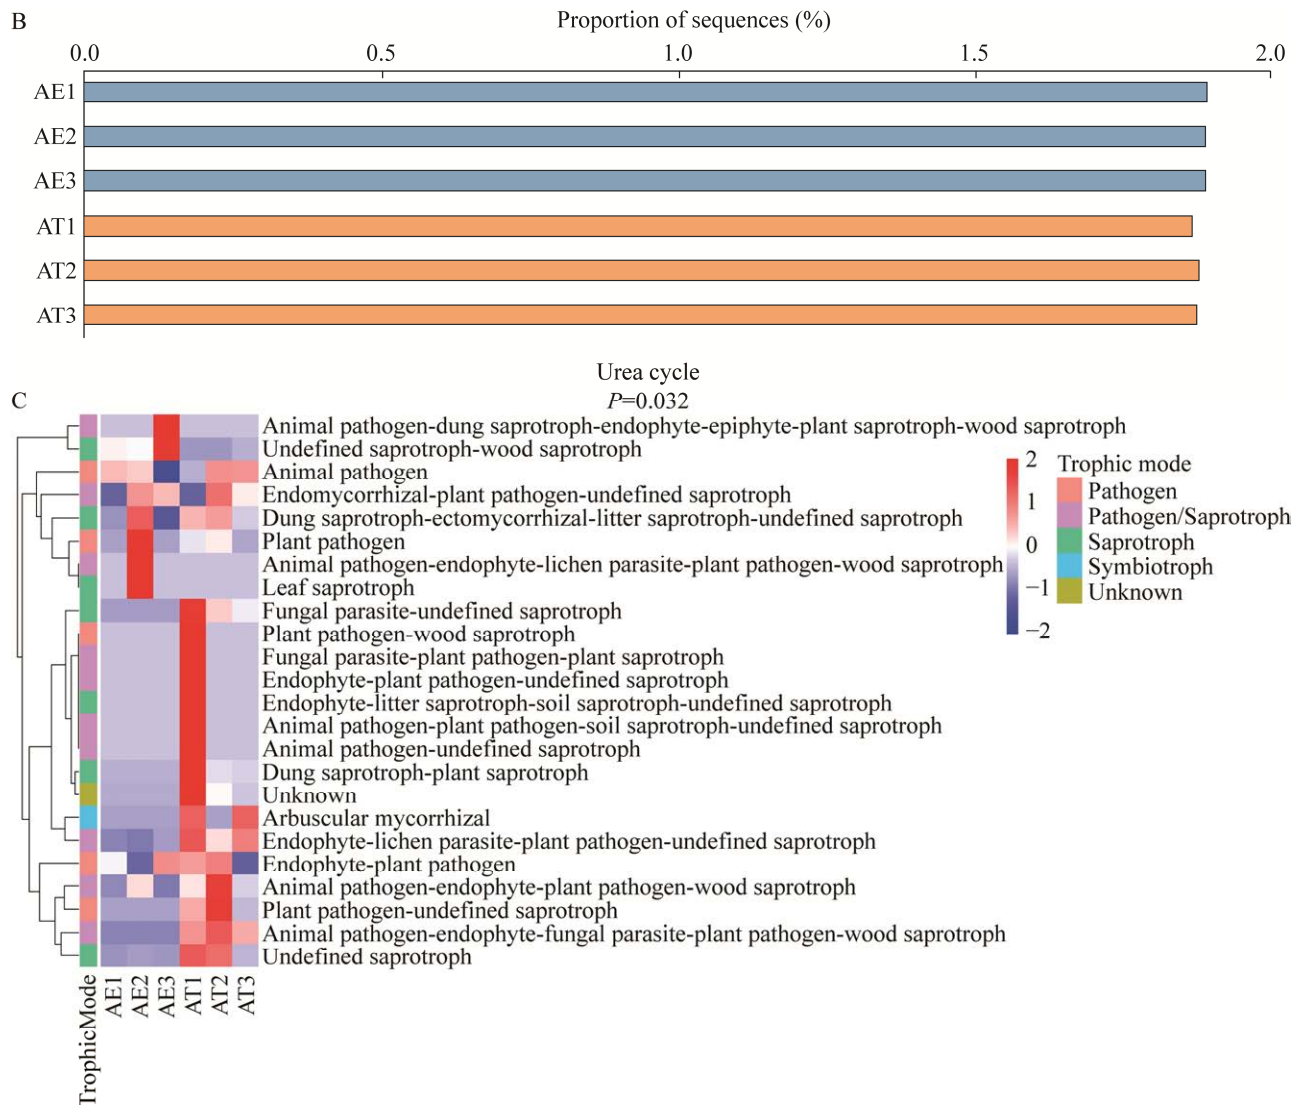 B
Proportion of sequences (%)
0.0 0.5 1.0 1.5 2.0
AE1
AE2
AE3
AT1
AT2
AT3
Urea cycle
P=0.032
C
Animal pathogen-dung saprotroph-endophyte-epiphyte-plant saprotroph-wood saprotroph
Undefined saprotroph-wood saprotroph
Animal pathogen
Endomycorrhizal-plant pathogen-undefined saprotroph
Dung saprotroph-ectomycorrhizal-litter saprotroph-undefined saprotroph
Plant pathogen
Animal pathogen-endophyte-lichen parasite-plant pathogen-wood saprotroph
Leaf saprotroph
Fungal parasite-undefined saprotroph
Plant pathogen-wood saprotroph
Fungal parasite-plant pathogen-plant saprotroph
Endophyte-plant pathogen-undefined saprotroph
Endophyte-litter saprotroph-soil saprotroph-undefined saprotroph
Animal pathogen-plant pathogen-soil saprotroph-undefined saprotroph
Animal pathogen-undefined saprotroph
Dung saprotroph-plant saprotroph
Unknown
Arbuscular mycorrhizal
Endophyte-lichen parasite-plant pathogen-undefined saprotroph
Endophyte-plant pathogen
Animal pathogen-endophyte-plant pathogen-wood saprotroph
Plant pathogen-undefined saprotroph
Animal pathogen-endophyte-fungal parasite-plant pathogen-wood saprotroph
Undefined saprotroph
TrophicMode
AE1
AE2
AE3
AT1
AT2
AT3
2
1
0
−1
−2
Trophic mode
Pathogen
Pathogen/Saprotroph
Saprotroph
Symbiotroph
Unknown